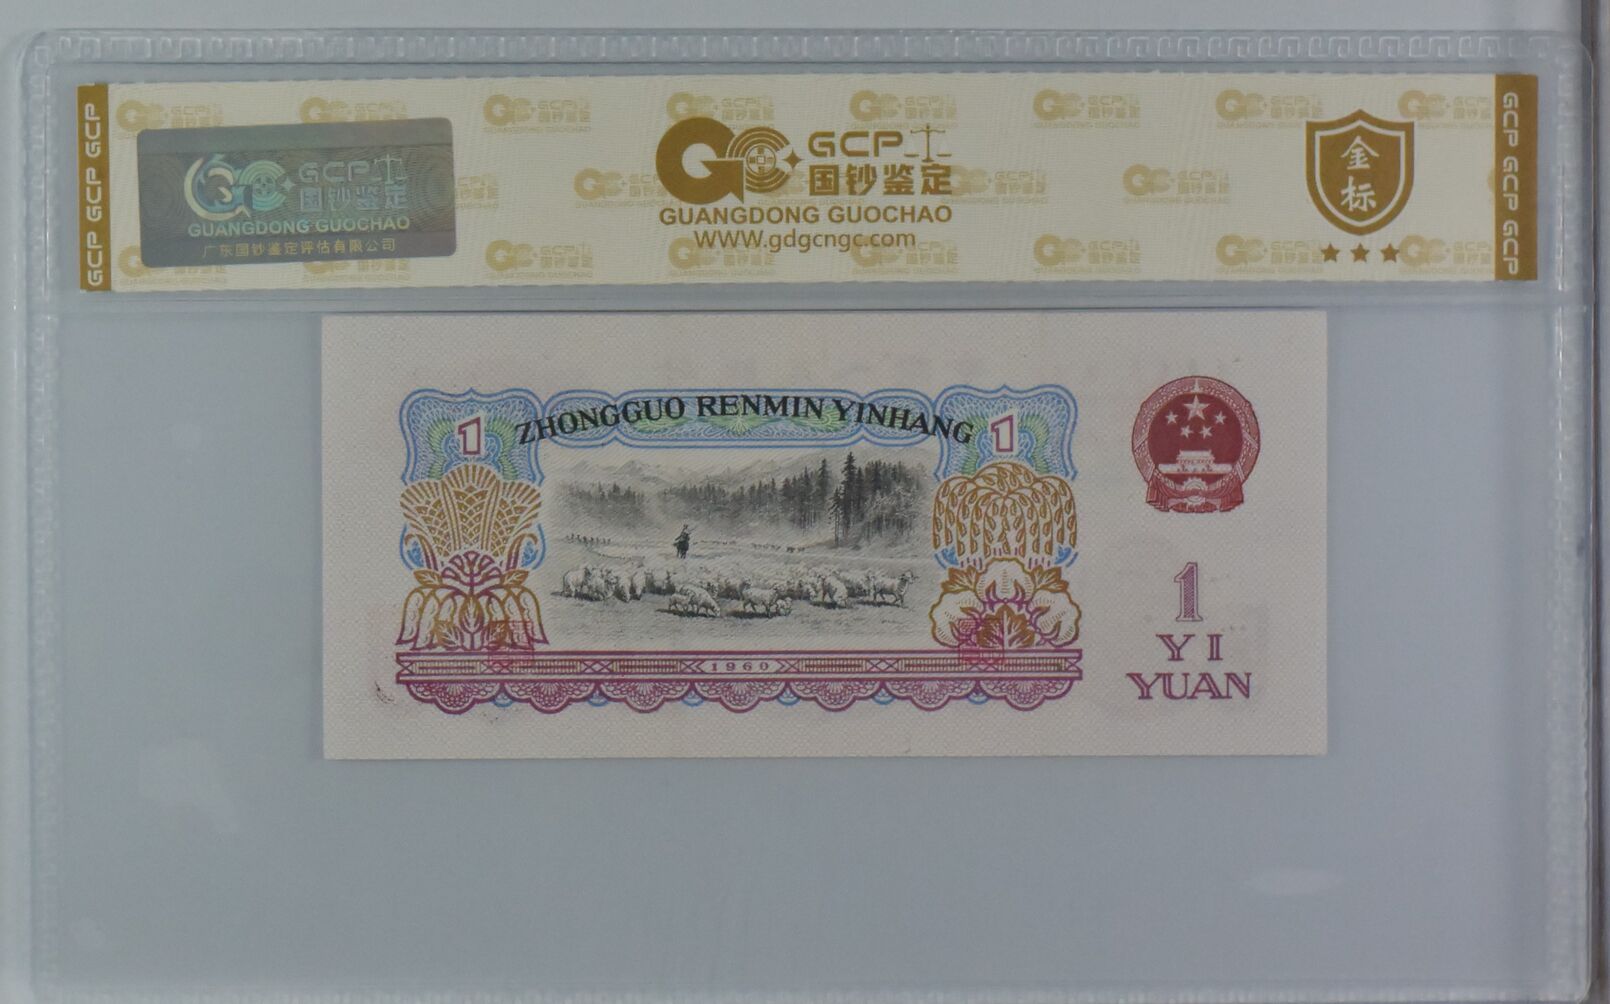 GCP GCP GCP
GCP
国钞鉴定
GUANGDONG GUOCHAO
广东国钞鉴定评估有限公司
GCP
国钞鉴定
GUANGDONG GUOCHAO
WWW.gdgcngc.com
金
标
GCP GCP GCP
ZHONGGUO RENMIN YINHANG
1
1
1960
1
YI
YUAN